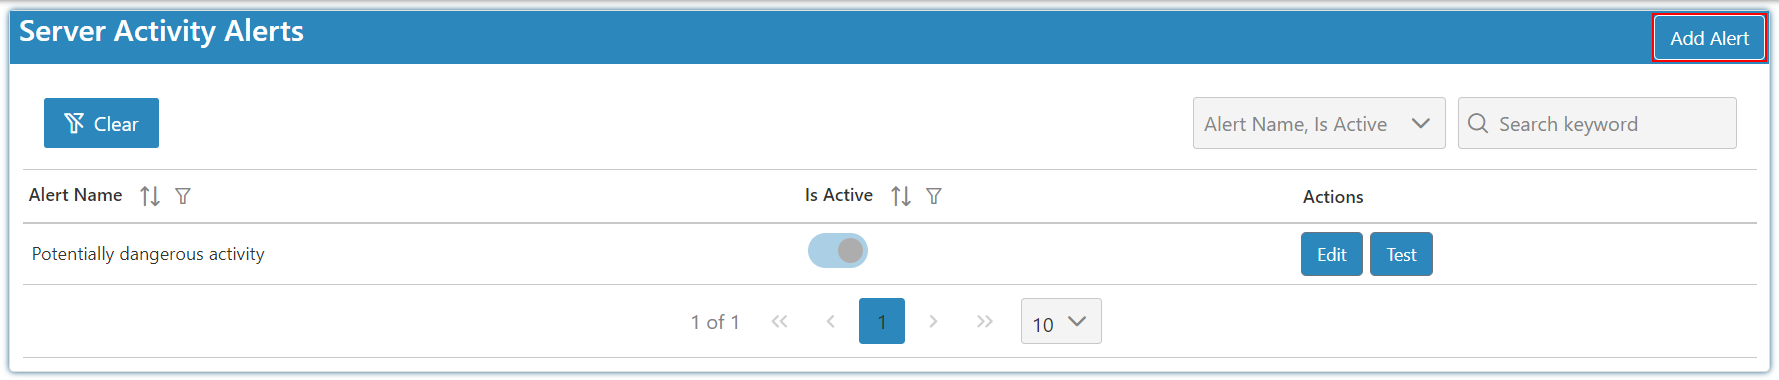 Server Activity Alerts
Add Alert
Clear
Alert Name, Is Active
Search keyword
Alert Name
Is Active
Actions
Potentially dangerous activity
Edit
Test
1 of 1
1
10